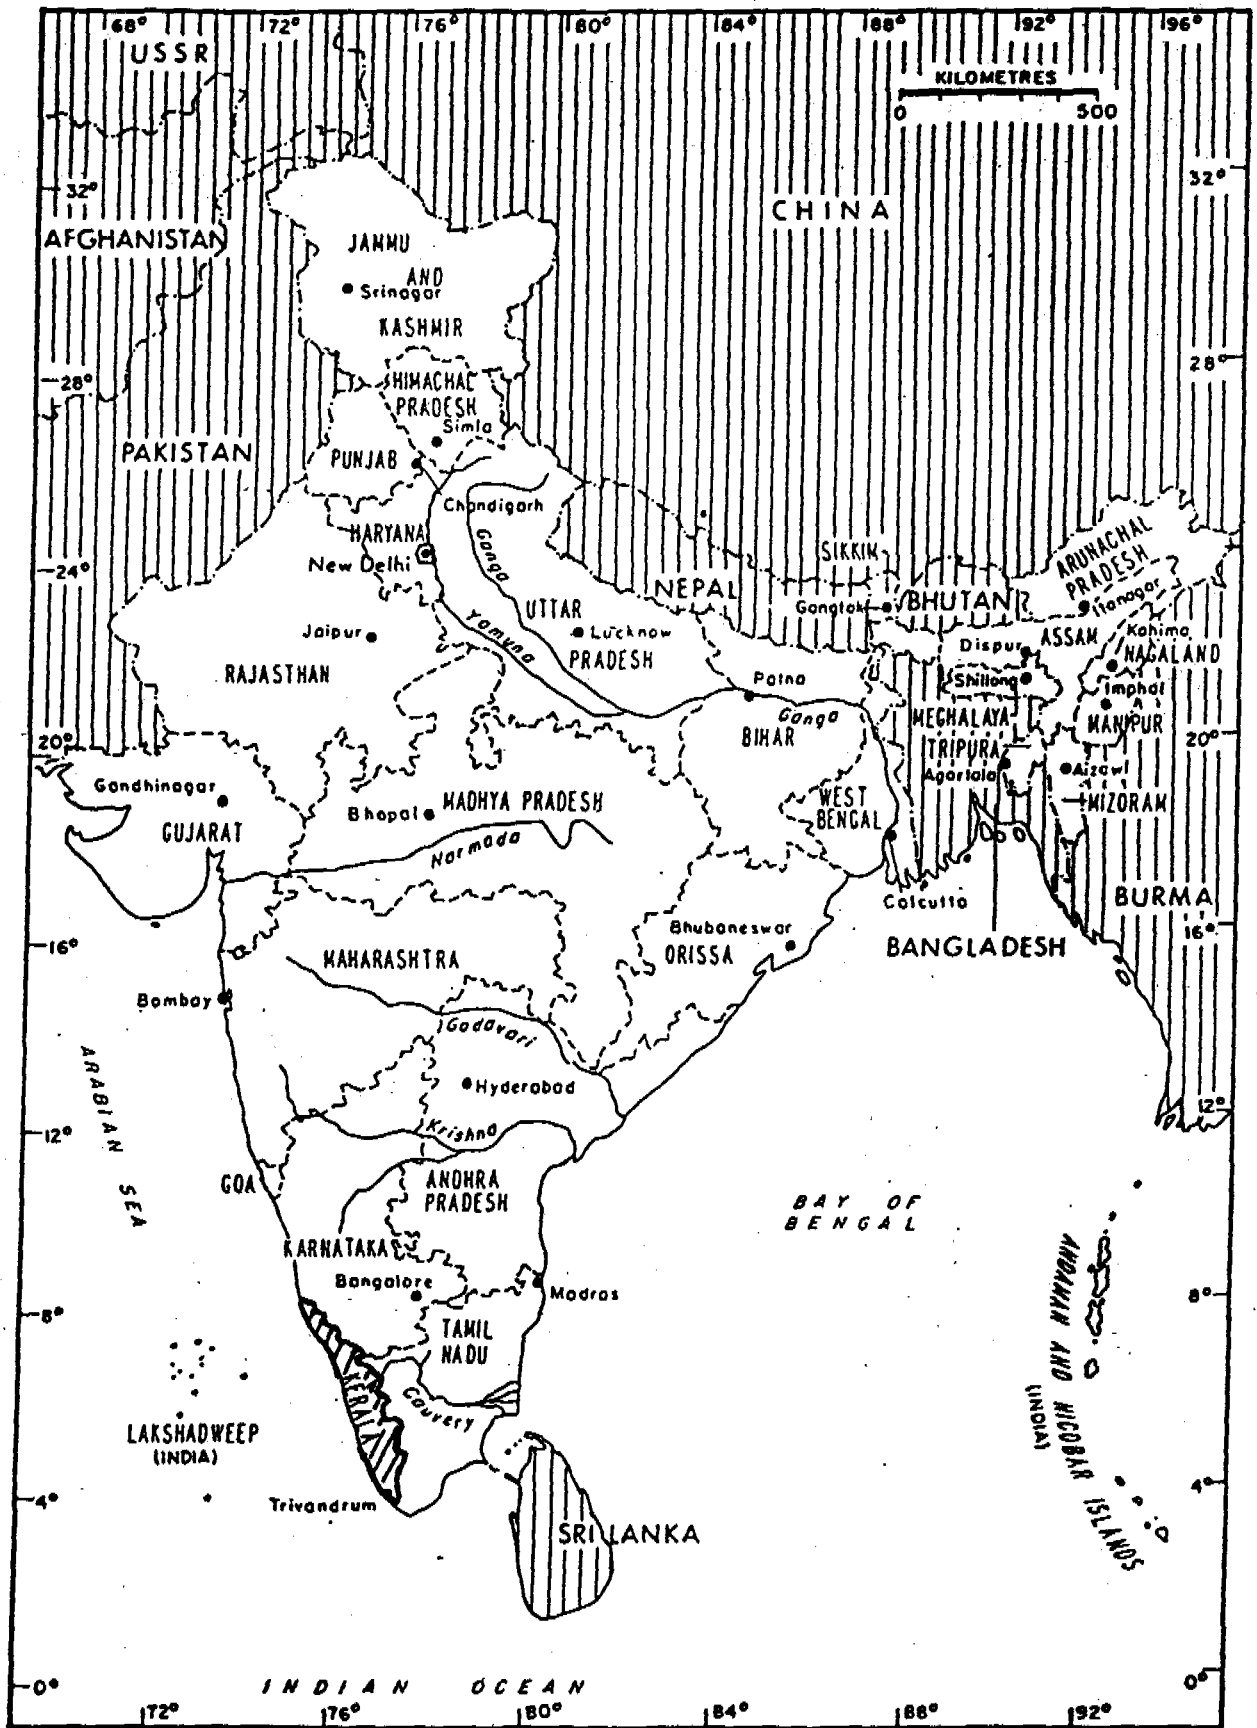 68° 72° 76° 80° 84° 88° 92° 96°
USSR
KILOMETRES
0 500
32° 32°
CHINA
AFGHANISTAN
JAMMU
AND
Srinagar
KASHMIR
28° 28°
HIMACHAL
PRADESH
Simla
PAKISTAN
PUNJAB
Chandigarh
HARYANA
New Delhi
Ganga
24°
SIKKIM
ARUNACHAL
PRADESH
NEPAL
Gangtok
BHUTAN
Itanagar
UTTAR
PRADESH
Lucknow
Yamuna
Jaipur
RAJASTHAN
Dispur
ASSAM
Kohima
NAGALAND
Shillong
Imphal
Patna
Ganga
BIHAR
MEGHALAYA
MANIPUR
20° 20°
TRIPURA
Agartala
Aizawl
Gandhinagar
GUJARAT
Bhopal
MADHYA PRADESH
Narmada
WEST
BENGAL
MIZORAM
Calcutta
BURMA
16° 16°
BANGLADESH
Bhubaneswar
ORISSA
MAHARASHTRA
Bombay
Godavari
ARABIAN SEA
Hyderabad
12° 12°
Krishna
GOA
ANDHRA
PRADESH
BAY OF
BENGAL
KARNATAKA
Bangalore
Madras
8° 8°
TAMIL
NADU
ANDAMAN AND NICOBAR ISLANDS
(INDIA)
KERALA
Cauvery
LAKSHADWEEP
(INDIA)
4° 4°
Trivandrum
SRI LANKA
0° 0°
INDIAN OCEAN
72° 76° 80° 84° 88° 92°